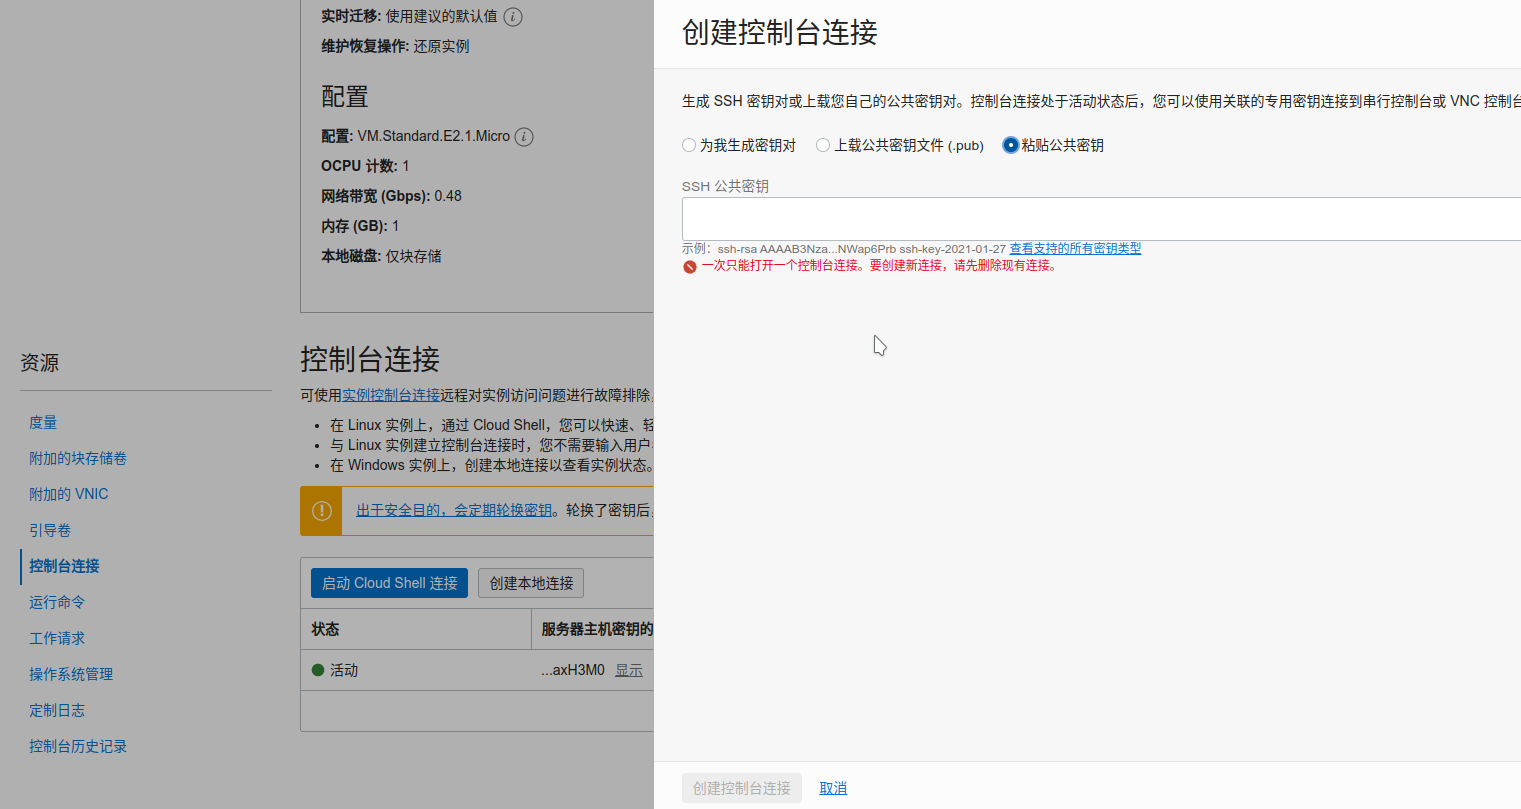 实时迁移: 使用建议的默认值
维护恢复操作: 还原实例
配置
配置: VM.Standard.E2.1.Micro
OCPU 计数: 1
网络带宽 (Gbps): 0.48
内存 (GB): 1
本地磁盘: 仅块存储
资源
度量
附加的块存储卷
附加的 VNIC
引导卷
控制台连接
运行命令
工作请求
操作系统管理
定制日志
控制台历史记录
控制台连接
可使用实例控制台连接远程对实例访问问题进行故障排除
在 Linux 实例上，通过 Cloud Shell，您可以快速、轻
与 Linux 实例建立控制台连接时，您不需要输入用户
在 Windows 实例上，创建本地连接以查看实例状态。
出于安全目的，会定期轮换密钥。轮换了密钥后
启动 Cloud Shell 连接
创建本地连接
状态
服务器主机密钥的
活动
...axH3M0 显示
创建控制台连接
生成 SSH 密钥对或上载您自己的公共密钥对。控制台连接处于活动状态后，您可以使用关联的专用密钥连接到串行控制台或 VNC 控制台
为我生成密钥对
上载公共密钥文件 (.pub)
粘贴公共密钥
SSH 公共密钥
示例：ssh-rsa AAAAB3Nza...NWap6Prb ssh-key-2021-01-27 查看支持的所有密钥类型
一次只能打开一个控制台连接。要创建新连接，请先删除现有连接。
创建控制台连接
取消